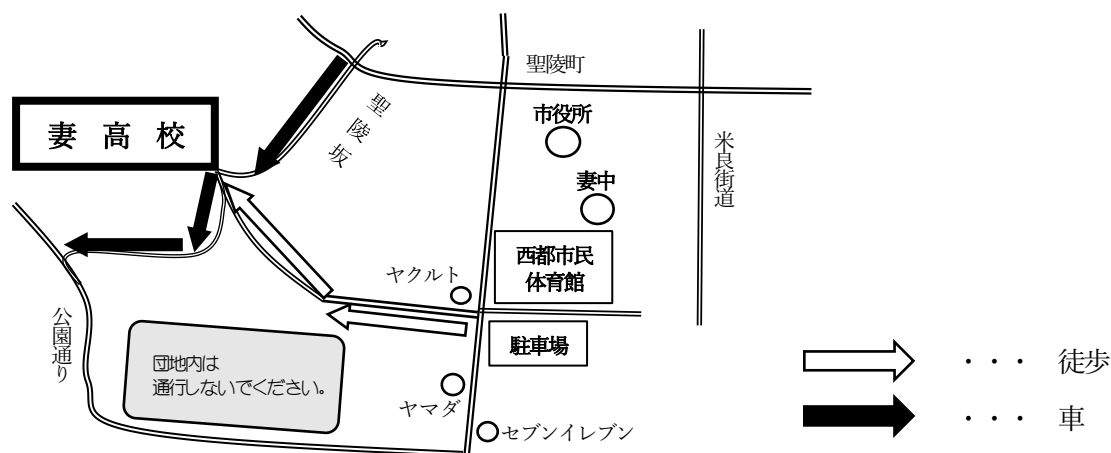 聖陵町
市役所
妻高校
聖陵坂
米良街道
妻中
西都市民
体育館
ヤクルト
公園通り
駐車場
団地内は
通行しないでください。
・・・ 徒歩
ヤマダ
・・・ 車
セブンイレブン